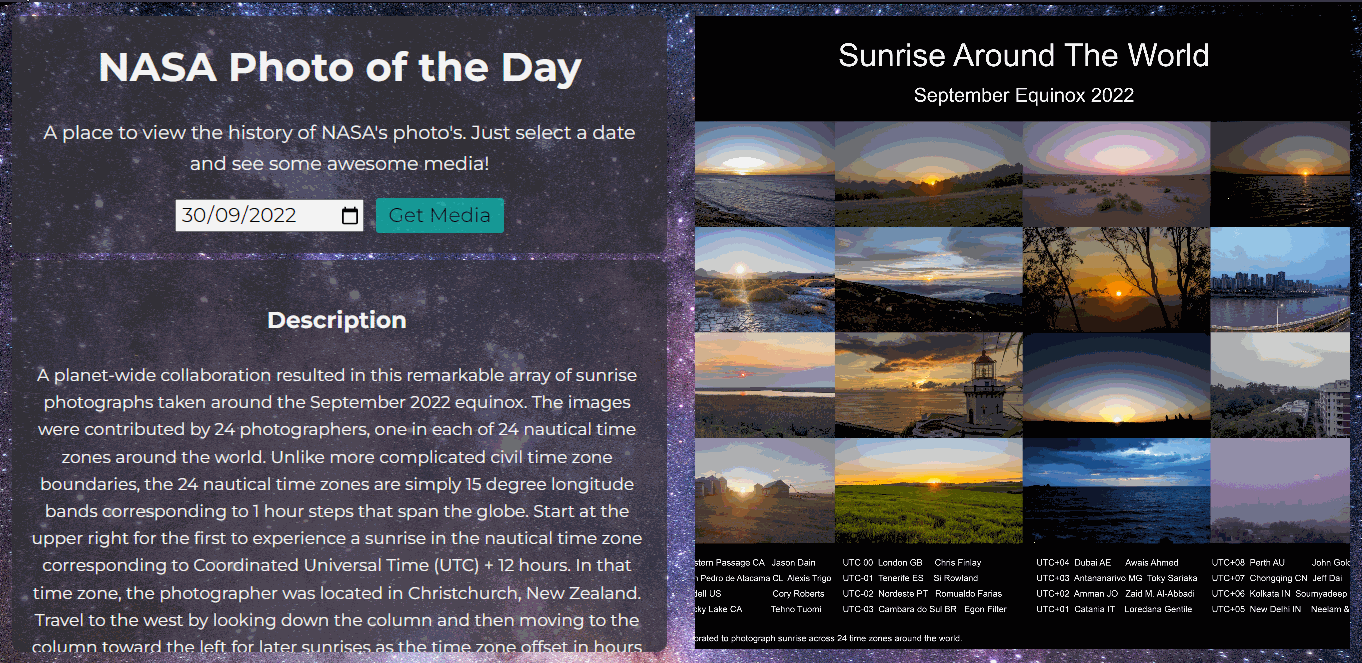 NASA Photo of the Day
A place to view the history of NASA's photo's. Just select a date
and see some awesome media!
30/09/2022
Get Media
Description
A planet-wide collaboration resulted in this remarkable array of sunrise
photographs taken around the September 2022 equinox. The images
were contributed by 24 photographers, one in each of 24 nautical time
zones around the world. Unlike more complicated civil time zone
boundaries, the 24 nautical time zones are simply 15 degree longitude
bands corresponding to 1 hour steps that span the globe. Start at the
upper right for the first to experience a sunrise in the nautical time zone
corresponding to Coordinated Universal Time (UTC) + 12 hours. In that
time zone, the photographer was located in Christchurch, New Zealand.
Travel to the west by looking down the column and then moving to the
column toward the left for later sunrises as the time zone offset in hours
Sunrise Around The World
September Equinox 2022
stern Passage CA Jason Dain
n Pedro de Atacama CL Alexis Trigo
dell US Cory Roberts
cky Lake CA Tehno Tuomi
UTC 00 London GB Chris Finlay
UTC-01 Tenerife ES Si Rowland
UTC-02 Nordeste PT Romualdo Farias
UTC-03 Cambara do Sul BR Egon Filter
UTC+04 Dubai AE Awais Ahmed
UTC+03 Antananarivo MG Toky Sariaka
UTC+02 Amman JO Zaid M. Al-Abbadi
UTC+01 Catania IT Loredana Gentile
UTC+08 Perth AU John Gol
UTC+07 Chongqing CN Jeff Dai
UTC+06 Kolkata IN Soumyadeep
UTC+05 New Delhi IN Neelam &
orated to photograph sunrise across 24 time zones around the world.